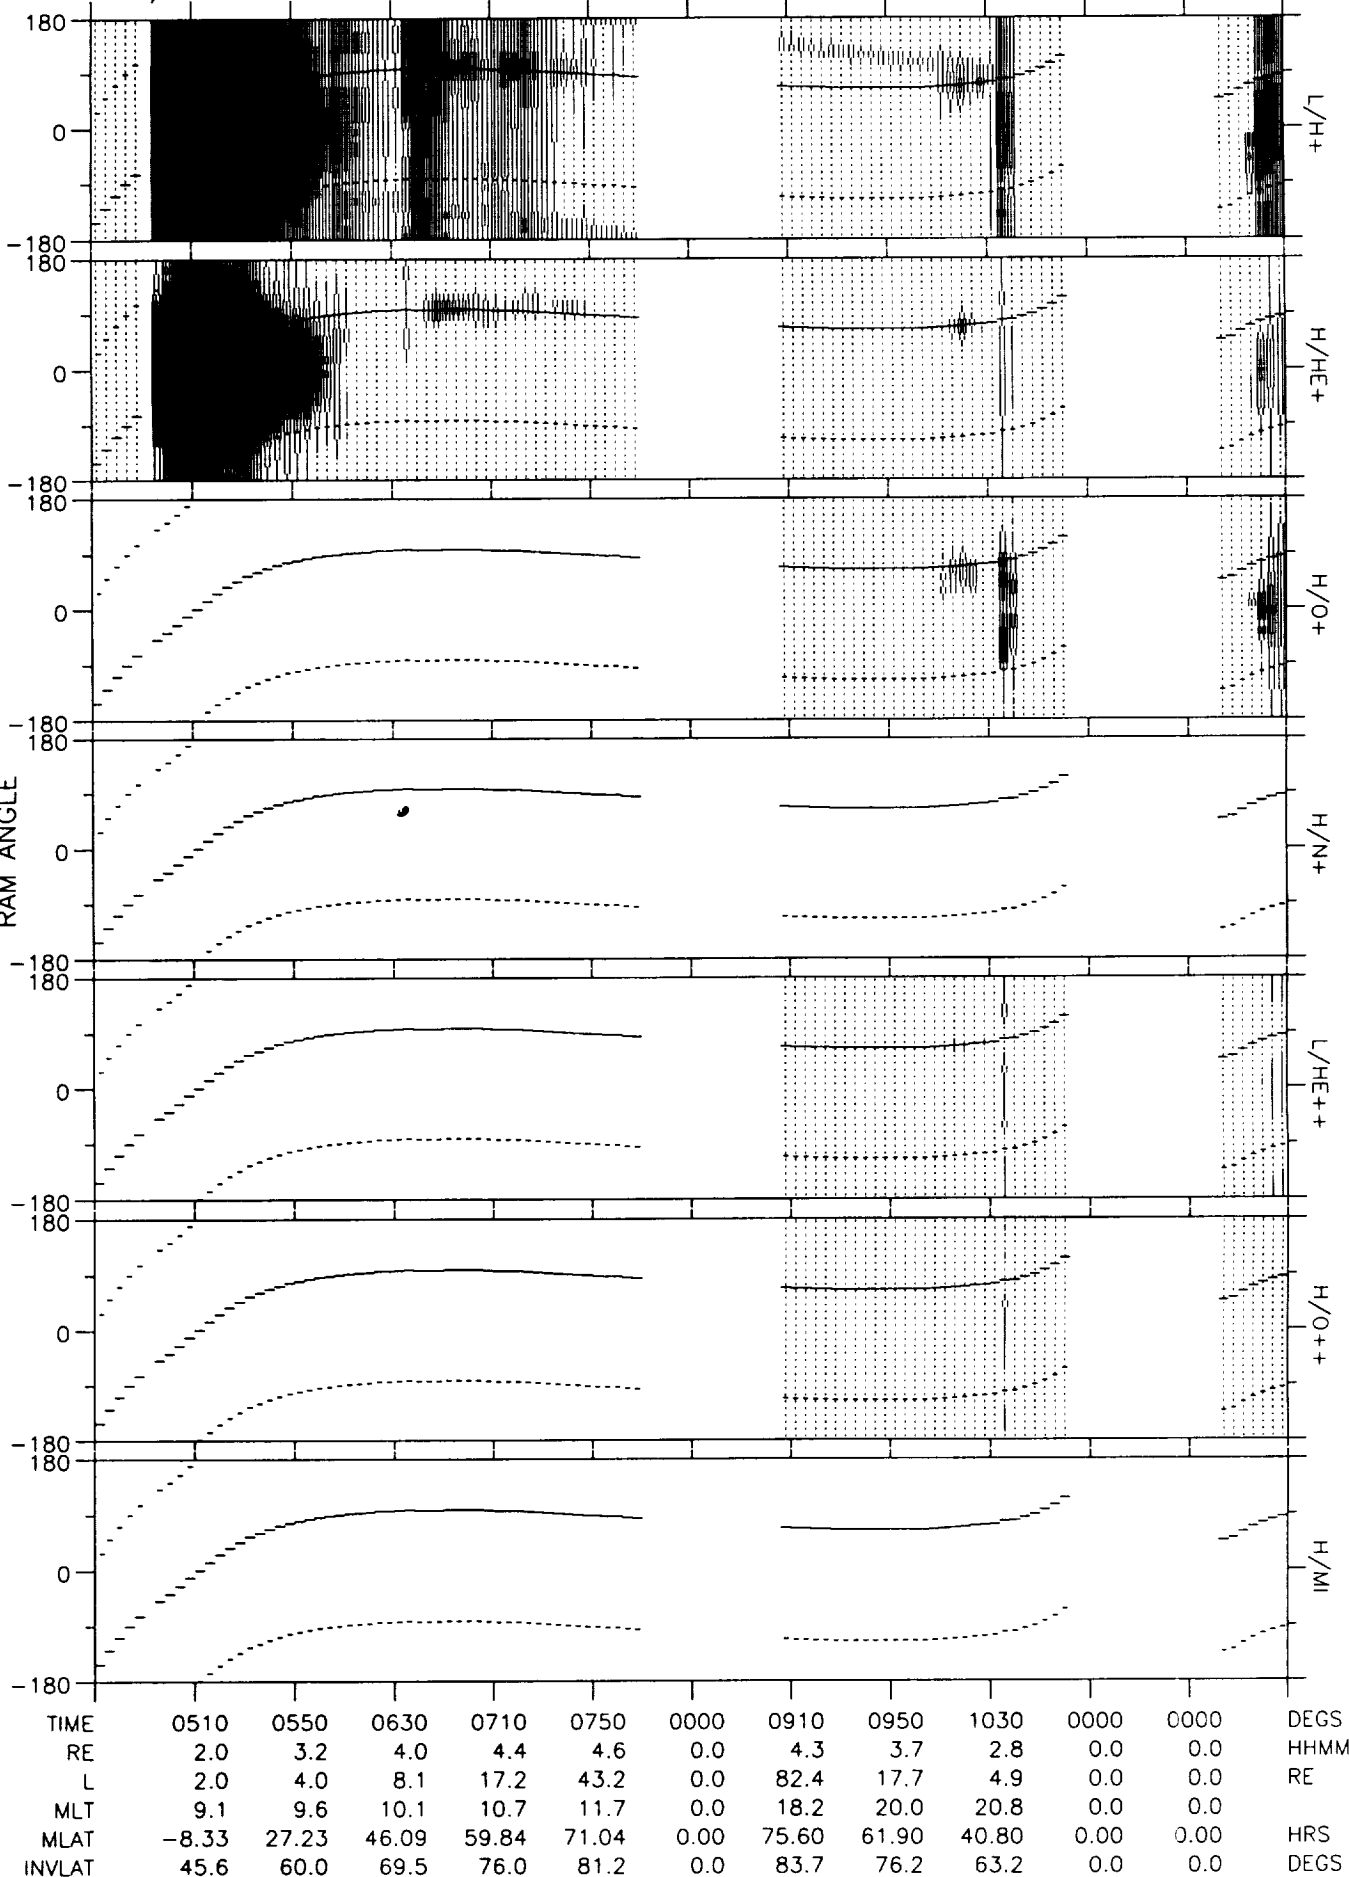 180
0
-180
L/H+
180
0
-180
H/HE+
180
0
-180
H/O+
180
0
-180
H/N+
RAM ANGLE
180
0
-180
L/HE++
180
0
-180
H/O++
180
0
-180
H/MI
TIME 0510 0550 0630 0710 0750 0000 0910 0950 1030 0000 0000 DEGS
RE 2.0 3.2 4.0 4.4 4.6 0.0 4.3 3.7 2.8 0.0 0.0 HHMM
L 2.0 4.0 8.1 17.2 43.2 0.0 82.4 17.7 4.9 0.0 0.0 RE
MLT 9.1 9.6 10.1 10.7 11.7 0.0 18.2 20.0 20.8 0.0 0.0
MLAT -8.33 27.23 46.09 59.84 71.04 0.00 75.60 61.90 40.80 0.00 0.00 HRS
INVLAT 45.6 60.0 69.5 76.0 81.2 0.0 83.7 76.2 63.2 0.0 0.0 DEGS